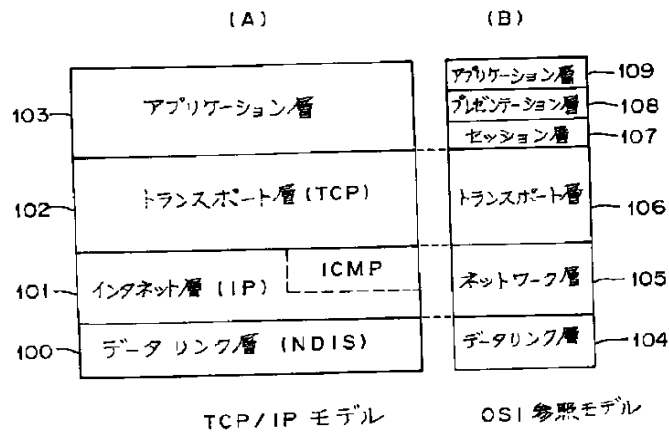 (A)
(B)
103
アプリケーション層
102
トランスポート層(TCP)
101
インタネット層(IP)
ICMP
100
データリンク層(NDIS)
TCP/IP モデル
アプリケーション層
109
プレゼンテーション層
108
セッション層
107
トランスポート層
106
ネットワーク層
105
データリンク層
104
OSI 参照モデル